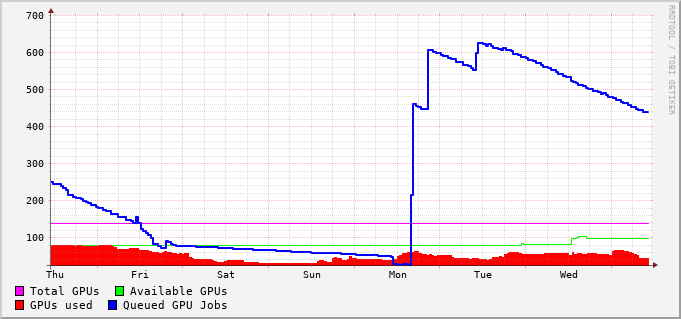 700
600
500
400
300
200
100
Thu Fri Sat Sun Mon Tue Wed
Total GPUs Available GPUs
GPUs used Queued GPU Jobs
RRDTOOL / TOBI OETIKER